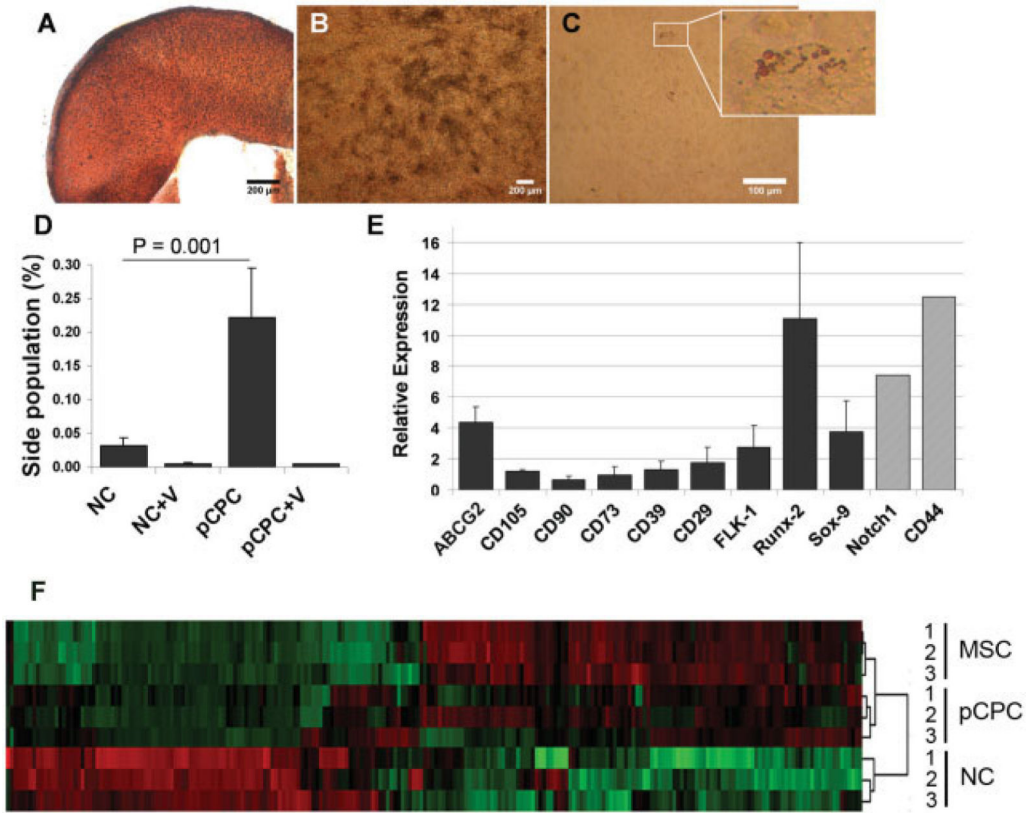 A
B
C
200 µm
200 µm
100 µm
D
P = 0.001
Side population (%)
0.30
0.25
0.20
0.15
0.10
0.05
0.00
NC
NC+V
pCPC
pCPC+V
E
Relative Expression
16
14
12
10
8
6
4
2
0
ABCG2
CD105
CD90
CD73
CD39
CD29
FLK-1
Runx-2
Sox-9
Notch1
CD44
F
1
2
3
MSC
1
2
3
pCPC
1
2
3
NC